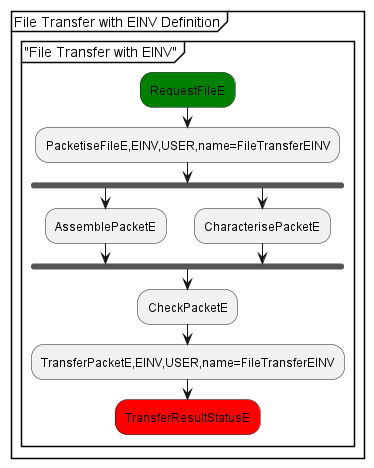 File Transfer with EINV Definition
"File Transfer with EINV"
RequestFileE
PacketiseFileE,EINV,USER,name=FileTransferEINV
AssemblePacketE
CharacterisePacketE
CheckPacketE
TransferPacketE,EINV,USER,name=FileTransferEINV
TransferResultStatusE